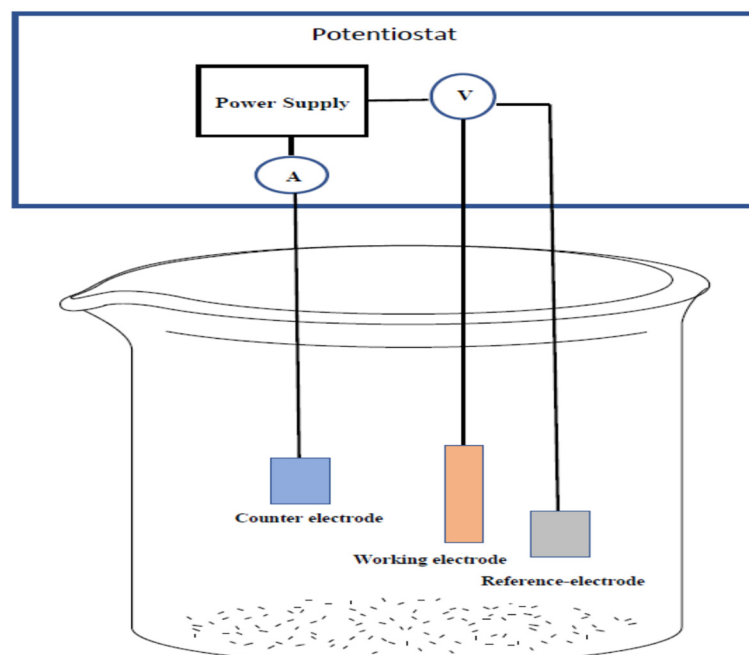 Potentiostat
Power Supply
V
A
Counter electrode
Working electrode
Reference-electrode